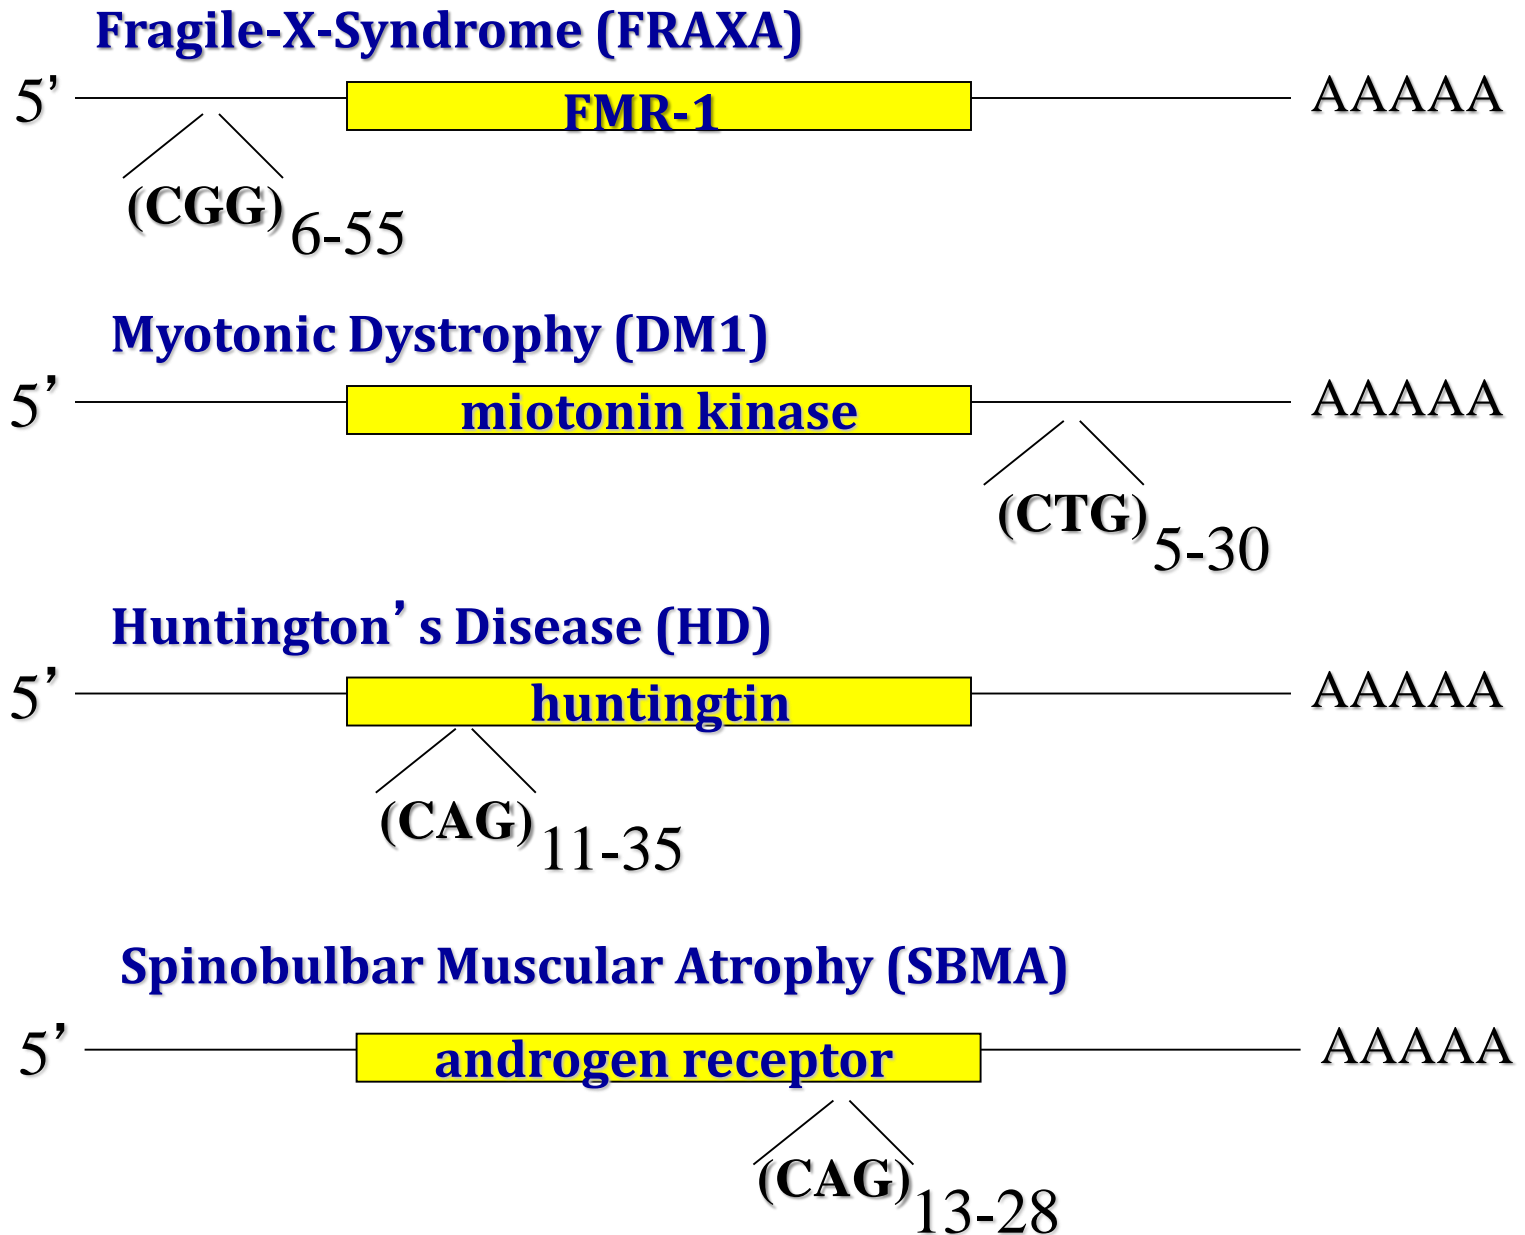 Fragile-X-Syndrome (FRAXA)
5’ FMR-1 AAAAA
(CGG)6-55
Myotonic Dystrophy (DM1)
5’ miotonin kinase AAAAA
(CTG)5-30
Huntington’s Disease (HD)
5’ huntingtin AAAAA
(CAG)11-35
Spinobulbar Muscular Atrophy (SBMA)
5’ androgen receptor AAAAA
(CAG)13-28